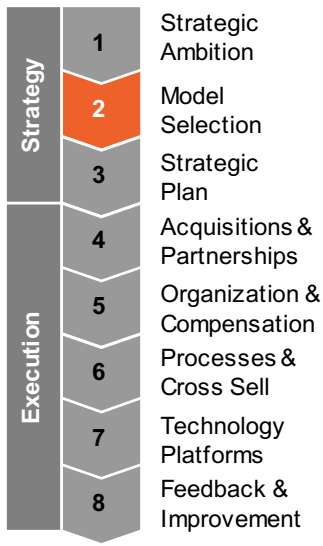 Strategy
1
Strategic
Ambition
2
Model
Selection
3
Strategic
Plan
Execution
4
Acquisitions &
Partnerships
5
Organization &
Compensation
6
Processes &
Cross Sell
7
Technology
Platforms
8
Feedback &
Improvement